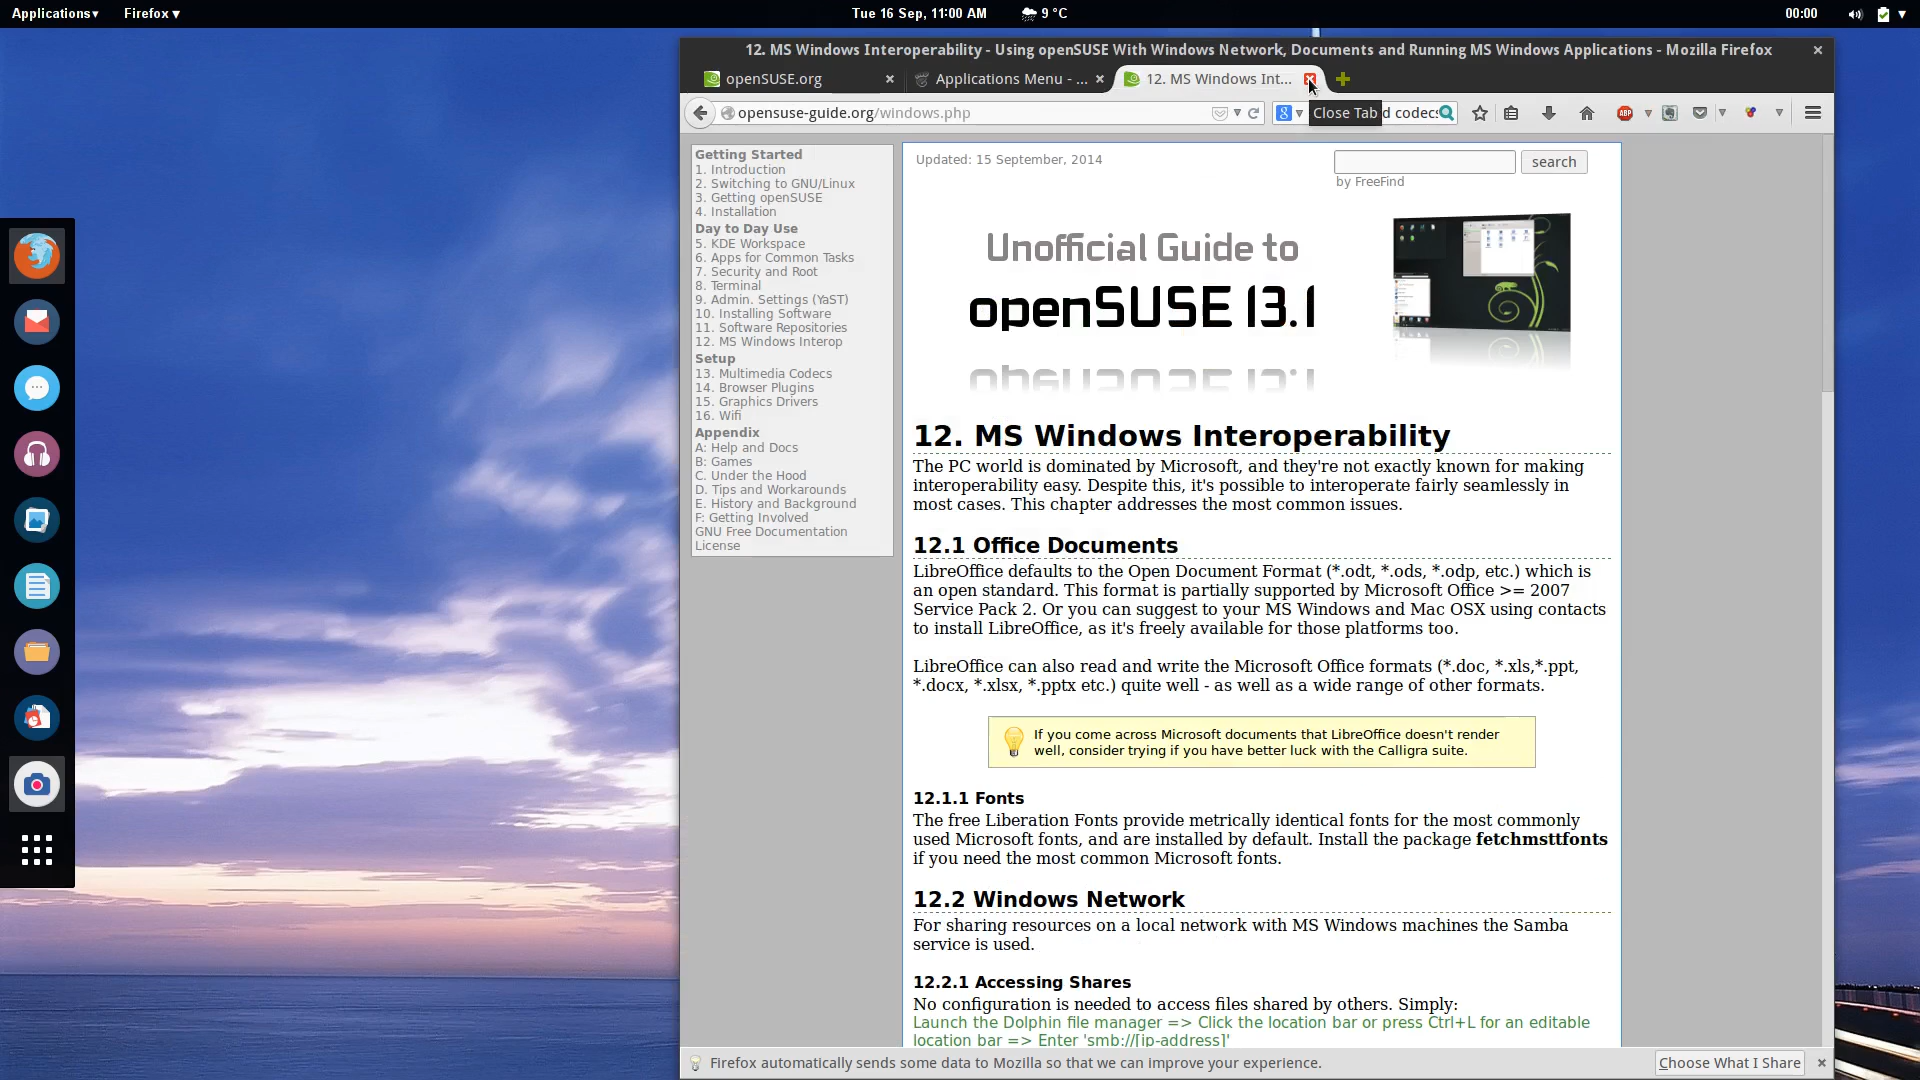 Applications▾ Firefox ▾ Tue 16 Sep, 11:00 AM 9 °C 00:00
12. MS Windows Interoperability - Using openSUSE With Windows Network, Documents and Running MS Windows Applications - Mozilla Firefox
openSUSE.org Applications Menu - ... 12. MS Windows Int...
opensuse-guide.org/windows.php 8 Close Tab d codecs ABP
Getting Started
1. Introduction
2. Switching to GNU/Linux
3. Getting openSUSE
4. Installation
Day to Day Use
5. KDE Workspace
6. Apps for Common Tasks
7. Security and Root
8. Terminal
9. Admin. Settings (YaST)
10. Installing Software
11. Software Repositories
12. MS Windows Interop
Setup
13. Multimedia Codecs
14. Browser Plugins
15. Graphics Drivers
16. Wifi
Appendix
A: Help and Docs
B: Games
C. Under the Hood
D. Tips and Workarounds
E. History and Background
F: Getting Involved
GNU Free Documentation
License
Updated: 15 September, 2014
search
by FreeFind
Unofficial Guide to
openSUSE 13.1
12. MS Windows Interoperability
The PC world is dominated by Microsoft, and they're not exactly known for making
interoperability easy. Despite this, it's possible to interoperate fairly seamlessly in
most cases. This chapter addresses the most common issues.
12.1 Office Documents
LibreOffice defaults to the Open Document Format (*.odt, *.ods, *.odp, etc.) which is
an open standard. This format is partially supported by Microsoft Office >= 2007
Service Pack 2. Or you can suggest to your MS Windows and Mac OSX using contacts
to install LibreOffice, as it's freely available for those platforms too.
LibreOffice can also read and write the Microsoft Office formats (*.doc, *.xls,*.ppt,
*.docx, *.xlsx, *.pptx etc.) quite well - as well as a wide range of other formats.
If you come across Microsoft documents that LibreOffice doesn't render
well, consider trying if you have better luck with the Calligra suite.
12.1.1 Fonts
The free Liberation Fonts provide metrically identical fonts for the most commonly
used Microsoft fonts, and are installed by default. Install the package fetchmsttfonts
if you need the most common Microsoft fonts.
12.2 Windows Network
For sharing resources on a local network with MS Windows machines the Samba
service is used.
12.2.1 Accessing Shares
No configuration is needed to access files shared by others. Simply:
Launch the Dolphin file manager => Click the location bar or press Ctrl+L for an editable
location bar => Enter 'smb://[ip-address]'
Firefox automatically sends some data to Mozilla so that we can improve your experience. Choose What I Share